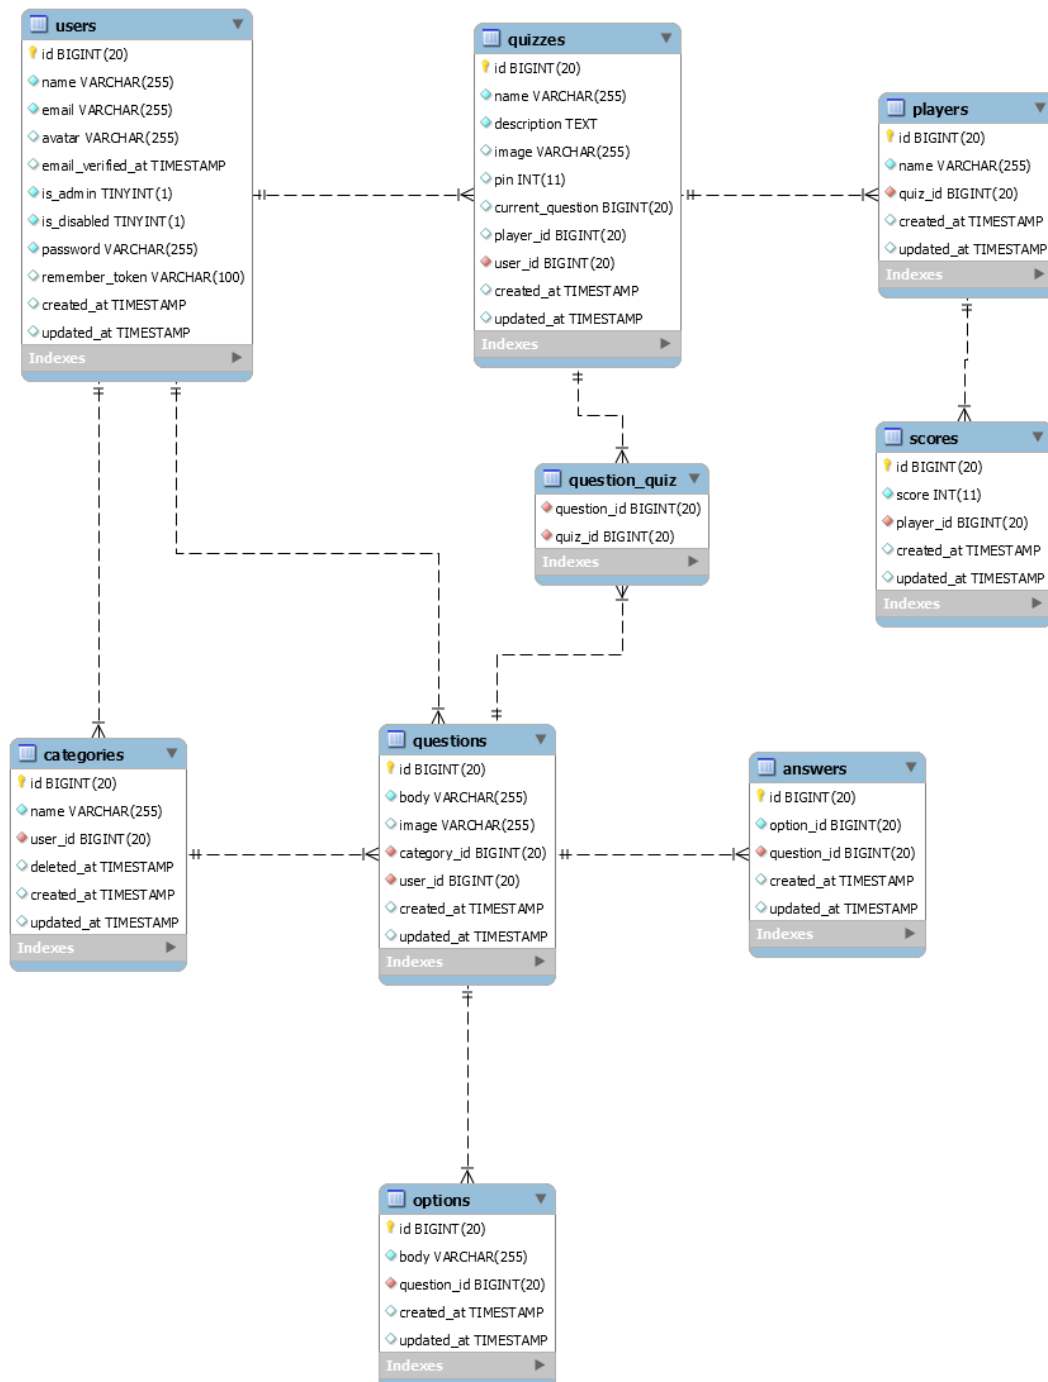 users
id BIGINT(20)
name VARCHAR(255)
email VARCHAR(255)
avatar VARCHAR(255)
email_verified_at TIMESTAMP
is_admin TINYINT(1)
is_disabled TINYINT(1)
password VARCHAR(255)
remember_token VARCHAR(100)
created_at TIMESTAMP
updated_at TIMESTAMP
Indexes
quizzes
id BIGINT(20)
name VARCHAR(255)
description TEXT
image VARCHAR(255)
pin INT(11)
current_question BIGINT(20)
player_id BIGINT(20)
user_id BIGINT(20)
created_at TIMESTAMP
updated_at TIMESTAMP
Indexes
players
id BIGINT(20)
name VARCHAR(255)
quiz_id BIGINT(20)
created_at TIMESTAMP
updated_at TIMESTAMP
Indexes
scores
id BIGINT(20)
score INT(11)
player_id BIGINT(20)
created_at TIMESTAMP
updated_at TIMESTAMP
Indexes
question_quiz
question_id BIGINT(20)
quiz_id BIGINT(20)
Indexes
categories
id BIGINT(20)
name VARCHAR(255)
user_id BIGINT(20)
deleted_at TIMESTAMP
created_at TIMESTAMP
updated_at TIMESTAMP
Indexes
questions
id BIGINT(20)
body VARCHAR(255)
image VARCHAR(255)
category_id BIGINT(20)
user_id BIGINT(20)
created_at TIMESTAMP
updated_at TIMESTAMP
Indexes
answers
id BIGINT(20)
option_id BIGINT(20)
question_id BIGINT(20)
created_at TIMESTAMP
updated_at TIMESTAMP
Indexes
options
id BIGINT(20)
body VARCHAR(255)
question_id BIGINT(20)
created_at TIMESTAMP
updated_at TIMESTAMP
Indexes